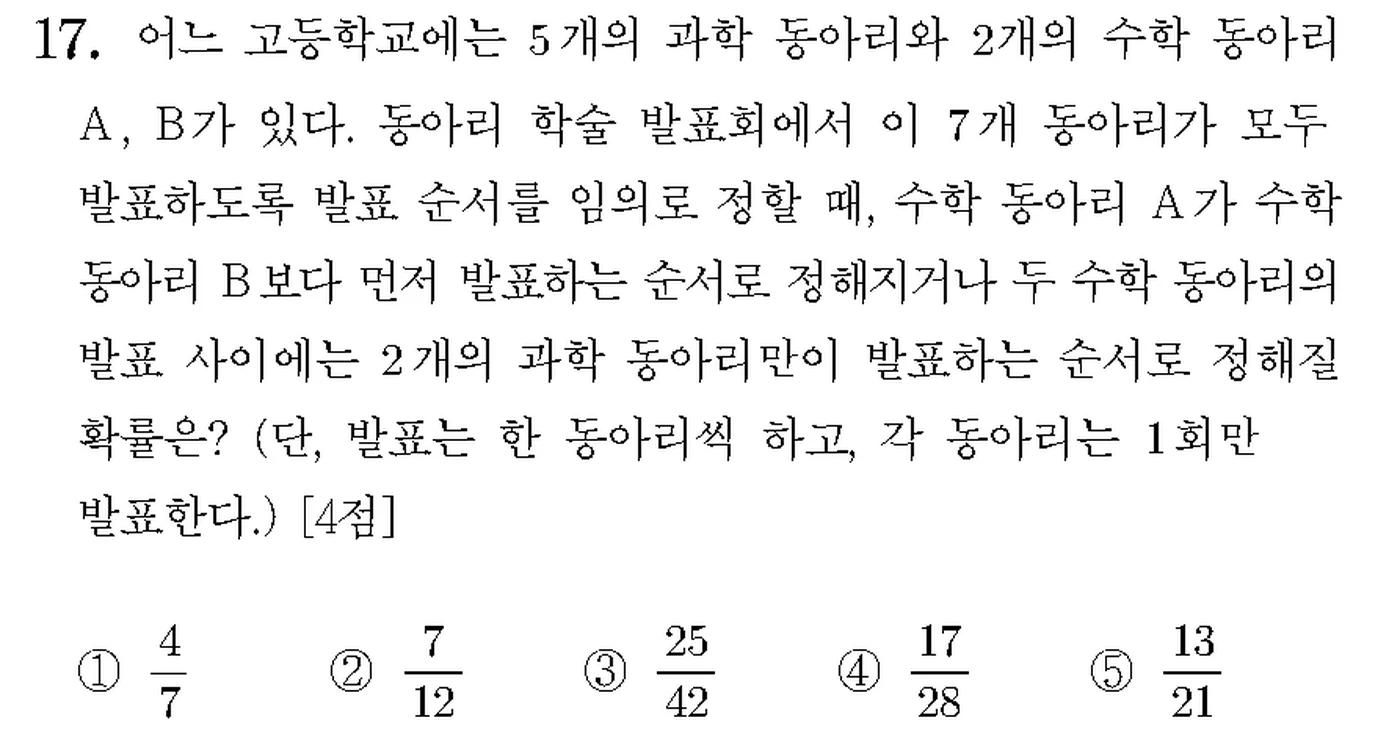 17. 어느 고등학교에는 5개의 과학 동아리와 2개의 수학 동아리
A, B가 있다. 동아리 학술 발표회에서 이 7개 동아리가 모두
발표하도록 발표 순서를 임의로 정할 때, 수학 동아리 A가 수학
동아리 B보다 먼저 발표하는 순서로 정해지거나 두 수학 동아리의
발표 사이에는 2개의 과학 동아리만이 발표하는 순서로 정해질
확률은? (단, 발표는 한 동아리씩 하고, 각 동아리는 1회만
발표한다.) [4점]
① 4/7 ② 7/12 ③ 25/42 ④ 17/28 ⑤ 13/21